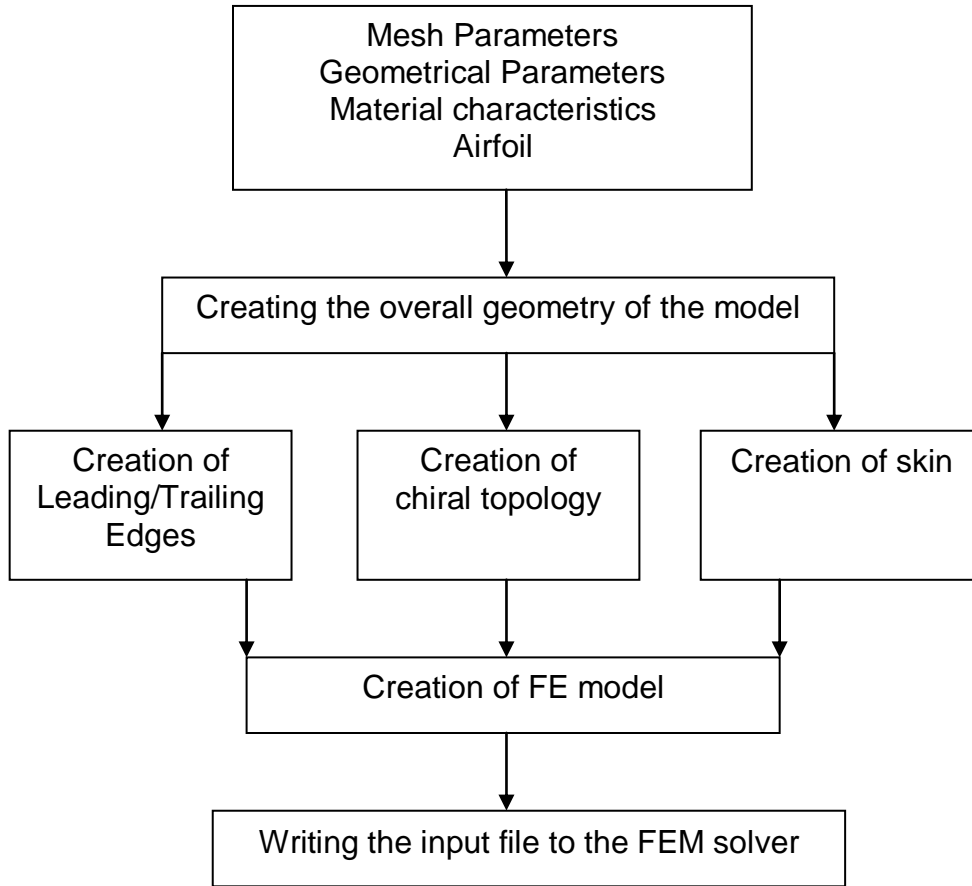 Mesh Parameters
Geometrical Parameters
Material characteristics
Airfoil
Creating the overall geometry of the model
Creation of
Leading/Trailing
Edges
Creation of
chiral topology
Creation of skin
Creation of FE model
Writing the input file to the FEM solver